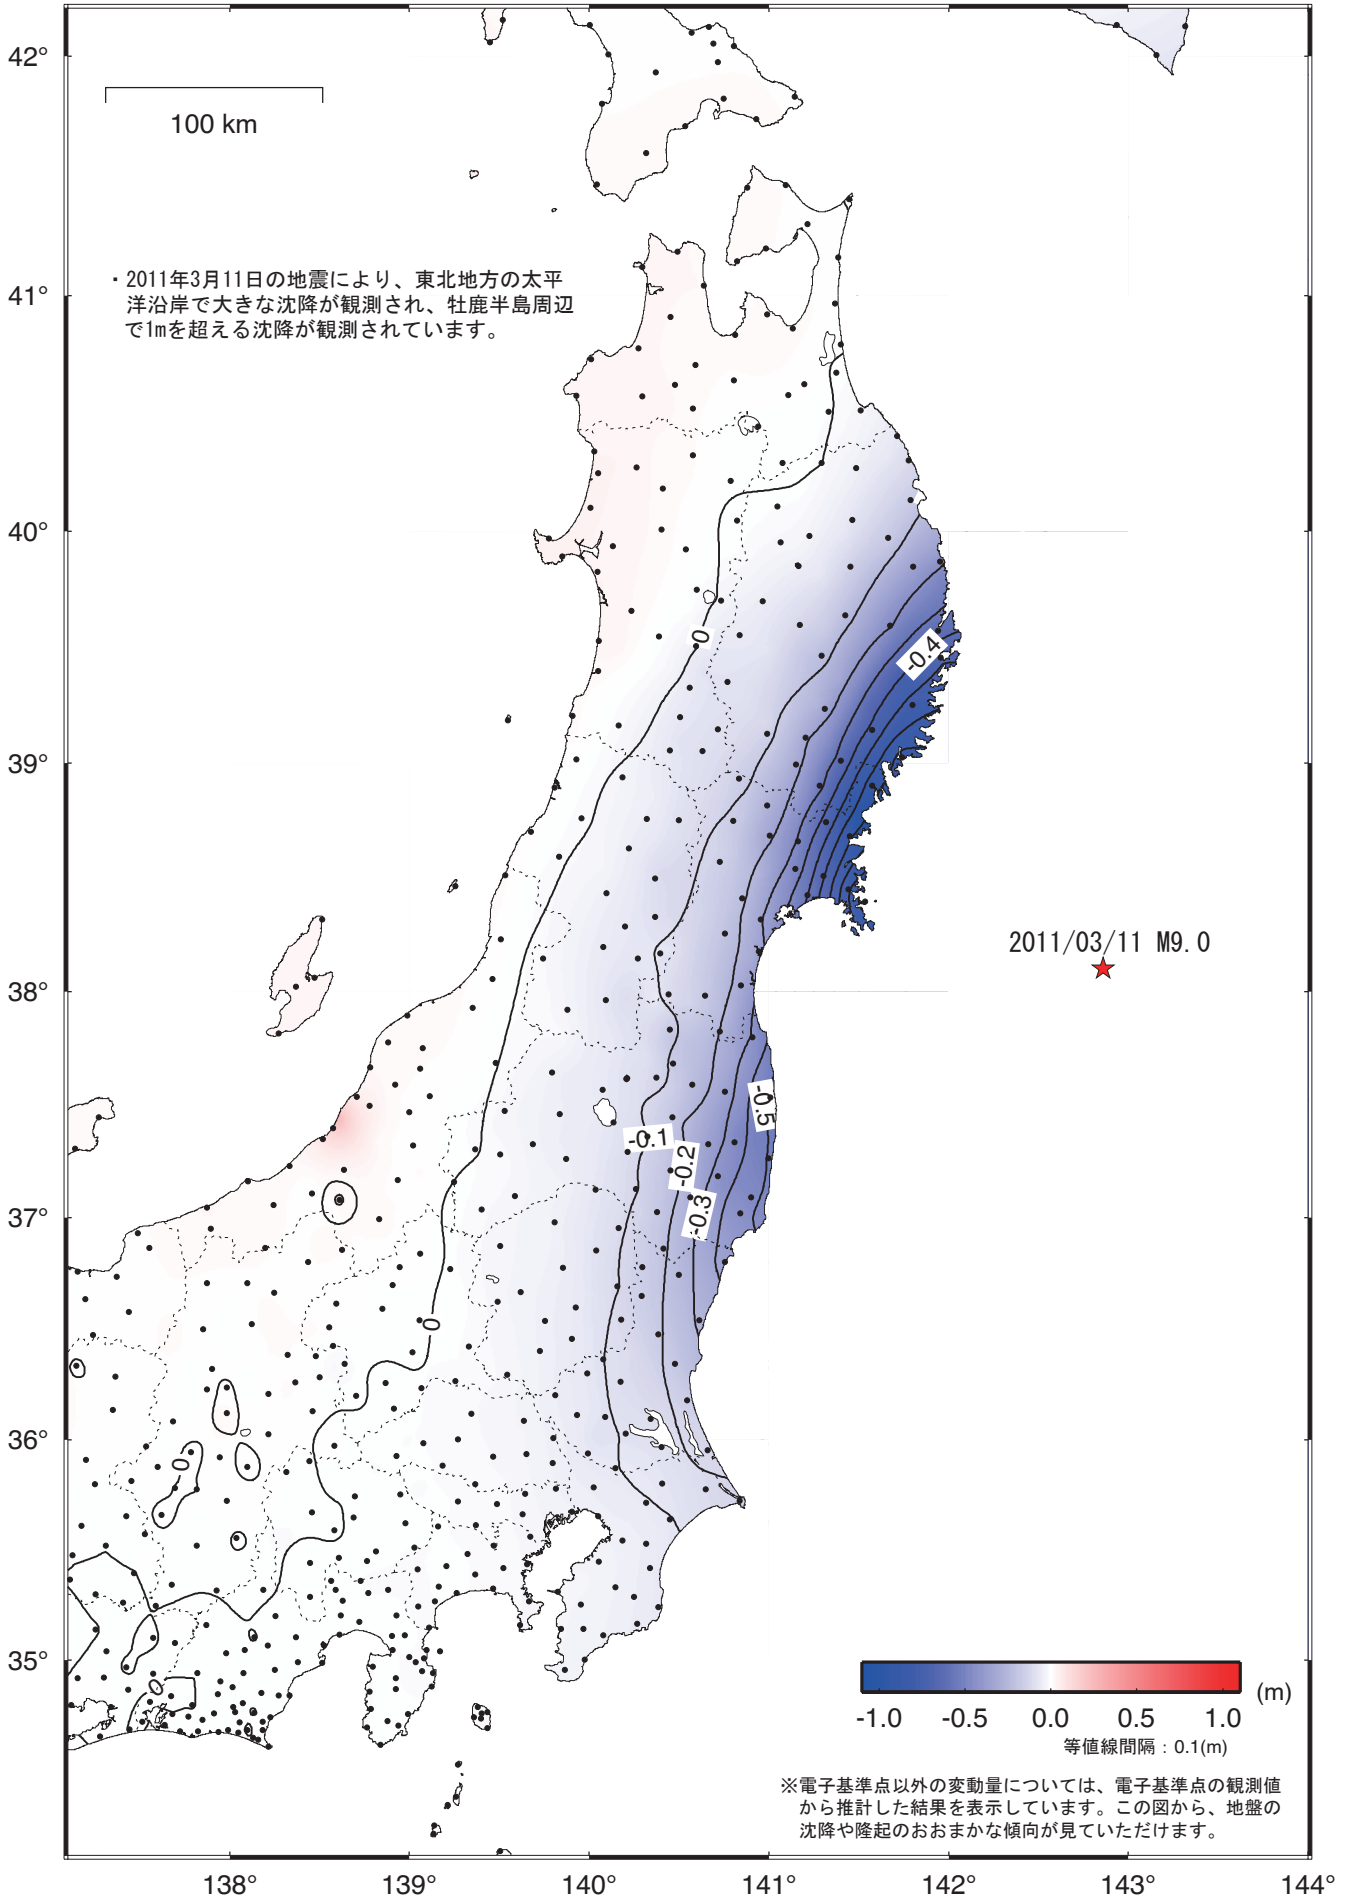 42°
100 km
・2011年3月11日の地震により、東北地方の太平
洋沿岸で大きな沈降が観測され、牡鹿半島周辺
で1mを超える沈降が観測されています。
41°
40°
0
-0.4
39°
2011/03/11 M9.0
38°
-0.5
-0.1
-0.2
-0.3
37°
0
36°
0
35°
0
(m)
-1.0 -0.5 0.0 0.5 1.0
等値線間隔：0.1(m)
※電子基準点以外の変動量については、電子基準点の観測値
から推計した結果を表示しています。この図から、地盤の
沈降や隆起のおおまかな傾向が見ていただけます。
138° 139° 140° 141° 142° 143° 144°